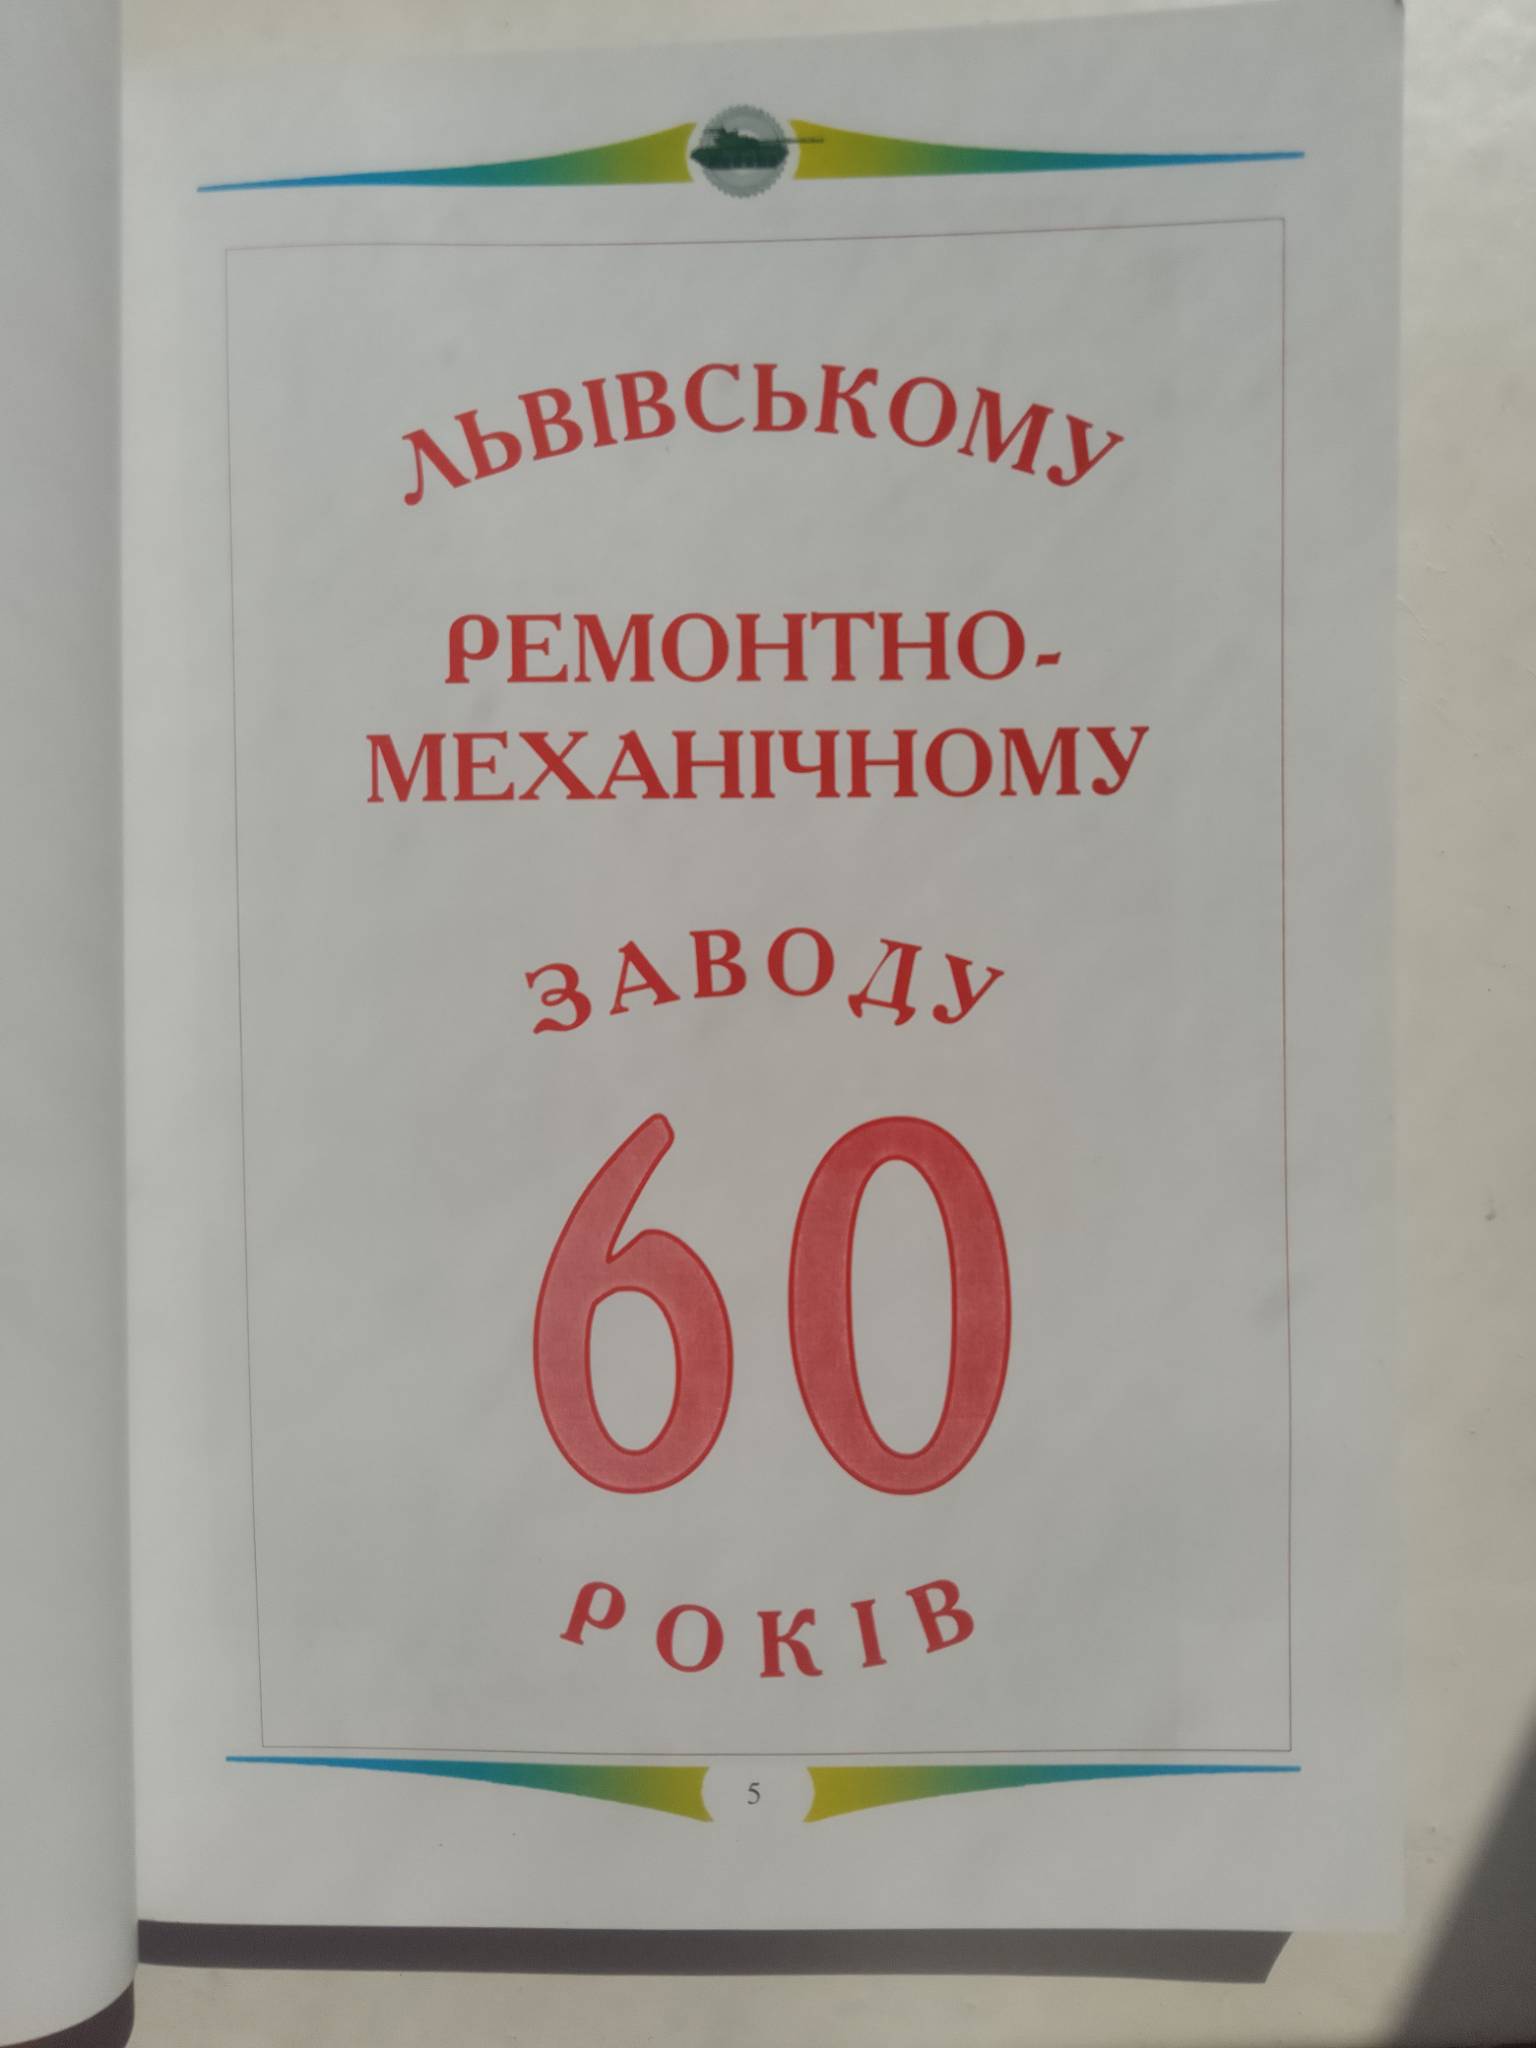 ЛЬВІВСЬКОМУ
РЕМОНТНО-
МЕХАНІЧНОМУ
ЗАВОДУ
60
РОКІВ
5